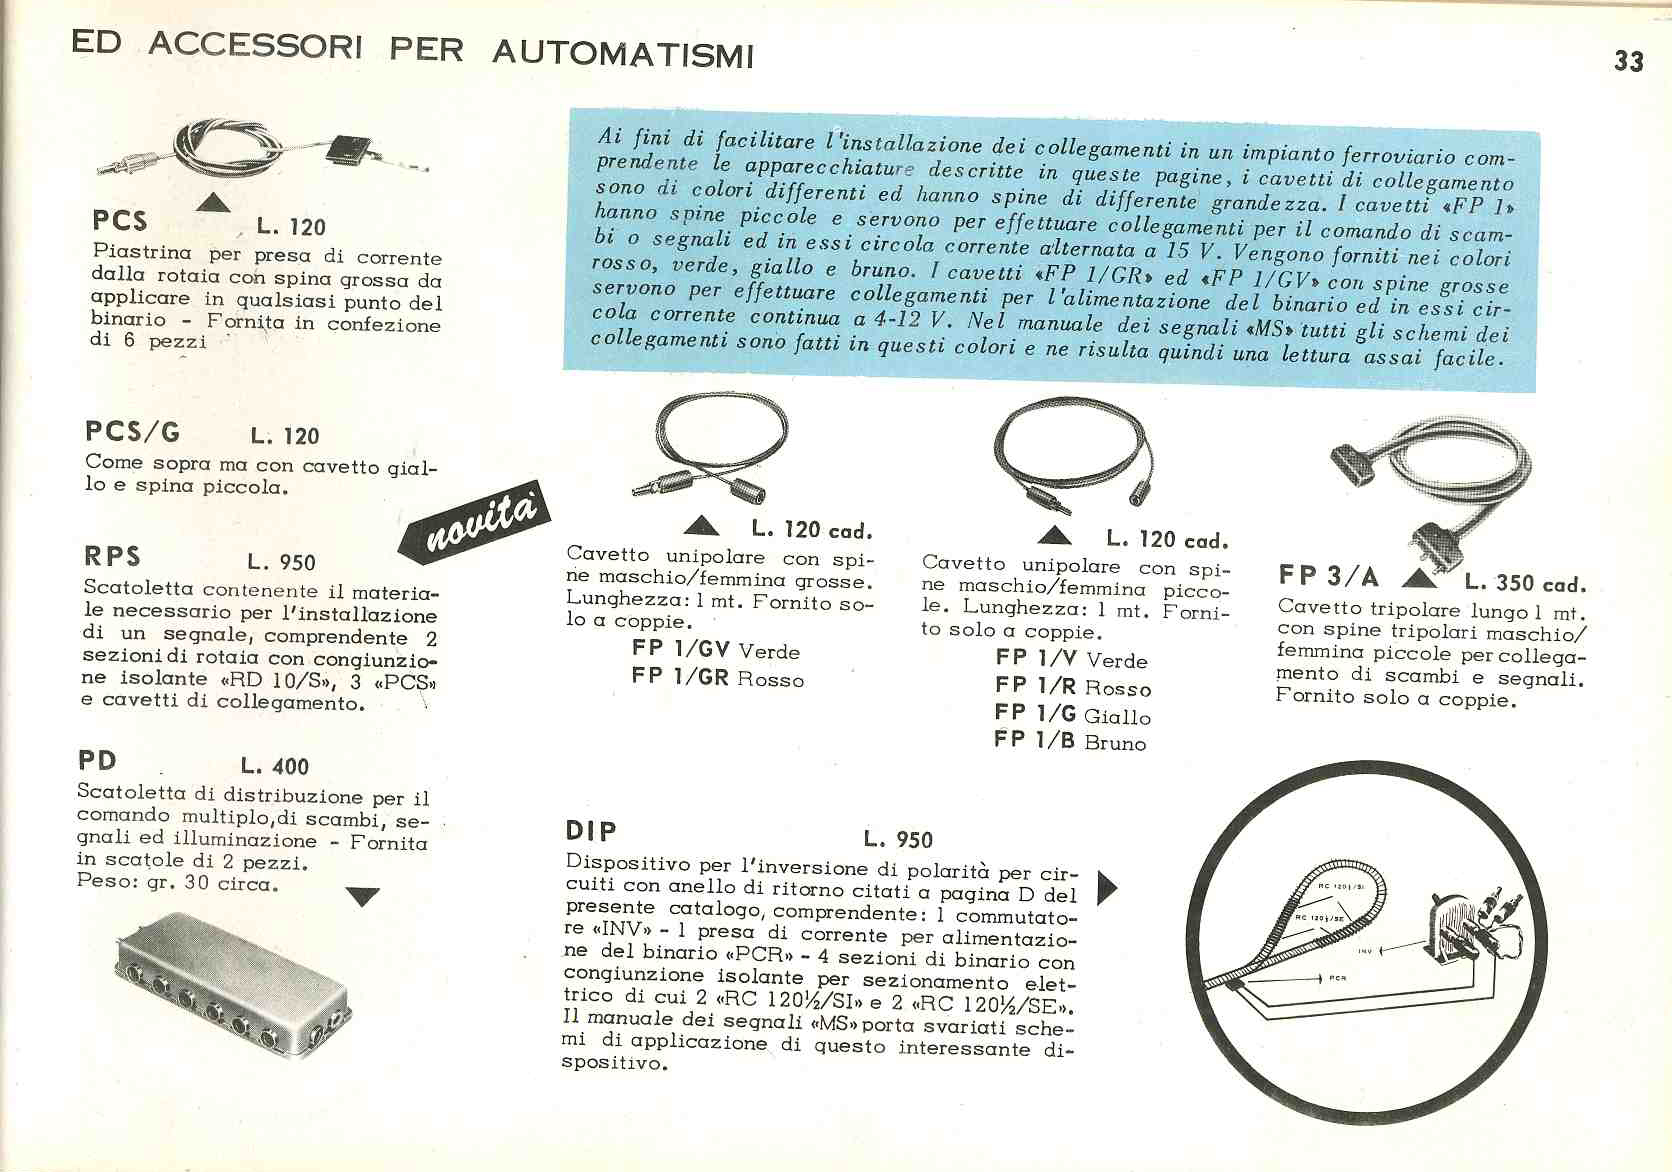 ED ACCESSORI PER AUTOMATISMI
33
PCS L. 120
Piastrina per presa di corrente
dalla rotaia con spina grossa da
applicare in qualsiasi punto del
binario - Fornita in confezione
di 6 pezzi
PCS/G L. 120
Come sopra ma con cavetto gial-
lo e spina piccola.
novità
RPS L. 950
Scatoletta contenente il materia-
le necessario per l'installazione
di un segnale, comprendente 2
sezioni di rotaia con congiunzio-
ne isolante «RD 10/S», 3 «PCS»
e cavetti di collegamento.
PD L. 400
Scatoletta di distribuzione per il
comando multiplo, di scambi, se-
gnali ed illuminazione - Fornita
in scatole di 2 pezzi.
Peso: gr. 30 circa.
Ai fini di facilitare l'installazione dei collegamenti in un impianto ferroviario com-
prendente le apparecchiature descritte in queste pagine, i cavetti di collegamento
sono di colori differenti ed hanno spine di differente grandezza. I cavetti «FP 1»
hanno spine piccole e servono per effettuare collegamenti per il comando di scam-
bi o segnali ed in essi circola corrente alternata a 15 V. Vengono forniti nei colori
rosso, verde, giallo e bruno. I cavetti «FP 1/GR» ed «FP 1/GV» con spine grosse
servono per effettuare collegamenti per l'alimentazione del binario ed in essi cir-
cola corrente continua a 4-12 V. Nel manuale dei segnali «MS» tutti gli schemi dei
collegamenti sono fatti in questi colori e ne risulta quindi una lettura assai facile.
L. 120 cad.
Cavetto unipolare con spi-
ne maschio/femmina grosse.
Lunghezza: 1 mt. Fornito so-
lo a coppie.
FP 1/GV Verde
FP 1/GR Rosso
L. 120 cad.
Cavetto unipolare con spi-
ne maschio/femmina picco-
le. Lunghezza: 1 mt. Forni-
to solo a coppie.
FP 1/V Verde
FP 1/R Rosso
FP 1/G Giallo
FP 1/B Bruno
FP 3/A L. 350 cad.
Cavetto tripolare lungo 1 mt.
con spine tripolari maschio/
femmina piccole per collega-
mento di scambi e segnali.
Fornito solo a coppie.
DIP L. 950
Dispositivo per l'inversione di polarità per cir-
cuiti con anello di ritorno citati a pagina D del
presente catalogo, comprendente: 1 commutato-
re «INV» - 1 presa di corrente per alimentazio-
ne del binario «PCR» - 4 sezioni di binario con
congiunzione isolante per sezionamento elet-
trico di cui 2 «RC 120½/SI» e 2 «RC 120½/SE».
Il manuale dei segnali «MS» porta svariati sche-
mi di applicazione di questo interessante di-
spositivo.
RC 120½/SI
RC 120½/SE
INV
PCR